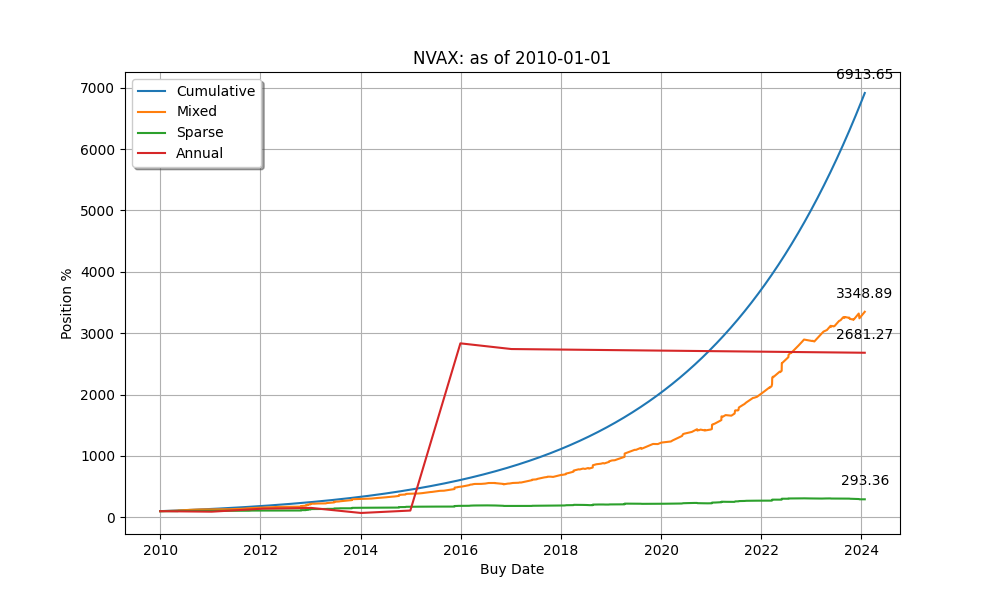 NVAX: as of 2010-01-01
6913.65
7000
Cumulative
Mixed
Sparse
Annual
6000
5000
4000
3348.89
3000
2681.27
2000
1000
293.36
0
Position %
2010 2012 2014 2016 2018 2020 2022 2024
Buy Date